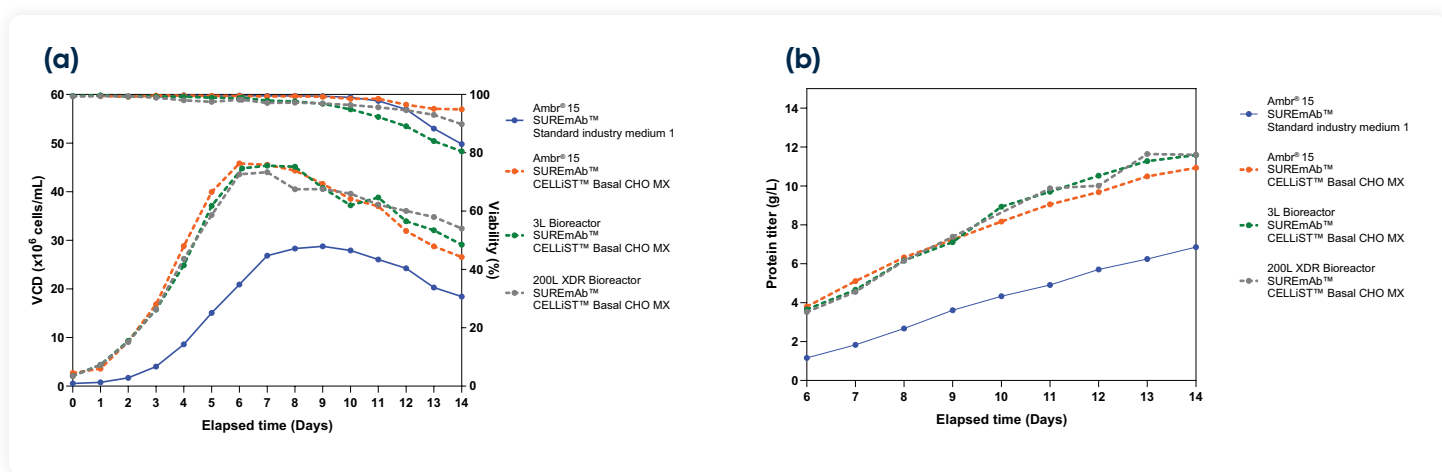 (a)
60
50
40
30
20
10
0
VCD (x10⁶ cells/mL)
100
80
60
40
20
0
Viability (%)
0 1 2 3 4 5 6 7 8 9 10 11 12 13 14
Elapsed time (Days)
Ambr® 15
SUREmAb™
Standard industry medium 1
Ambr® 15
SUREmAb™
CELLiST™ Basal CHO MX
3L Bioreactor
SUREmAb™
CELLiST™ Basal CHO MX
200L XDR Bioreactor
SUREmAb™
CELLiST™ Basal CHO MX
(b)
14
12
10
8
6
4
2
0
Protein titer (g/L)
6 7 8 9 10 11 12 13 14
Elapsed time (Days)
Ambr® 15
SUREmAb™
Standard industry medium 1
Ambr® 15
SUREmAb™
CELLiST™ Basal CHO MX
3L Bioreactor
SUREmAb™
CELLiST™ Basal CHO MX
200L XDR Bioreactor
SUREmAb™
CELLiST™ Basal CHO MX